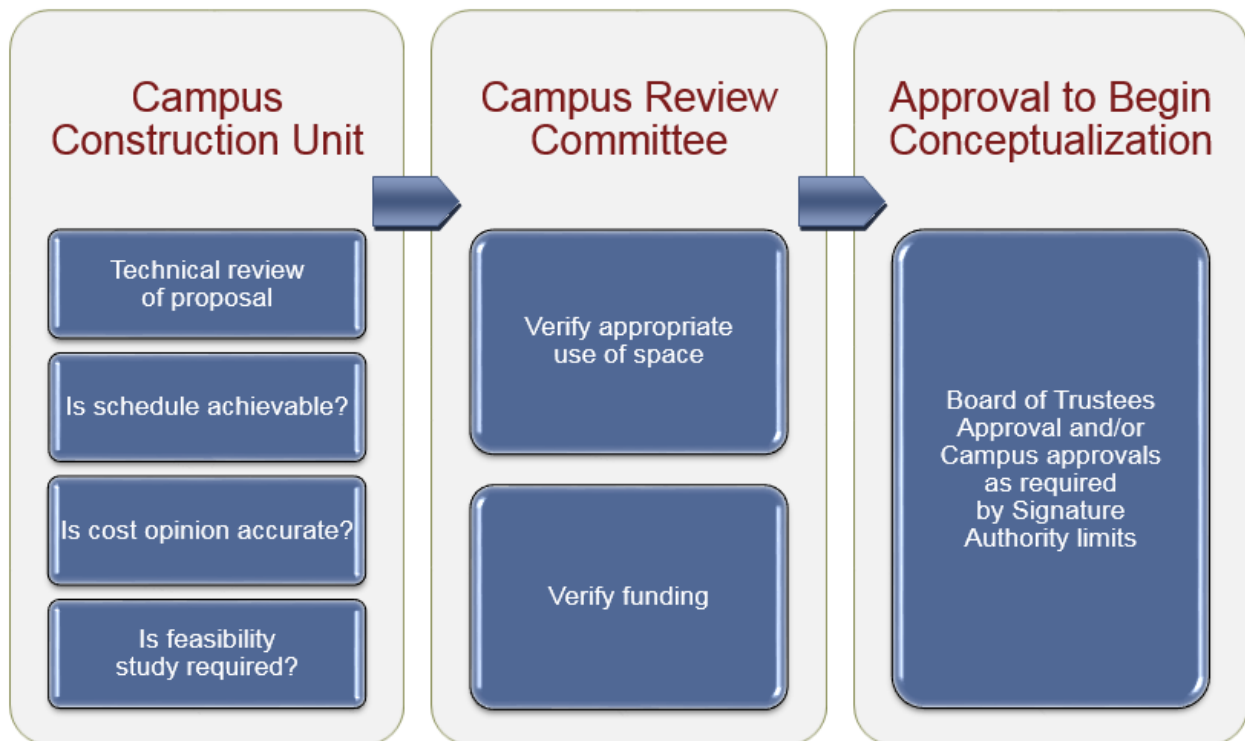 Campus
Construction Unit
Technical review
of proposal
Is schedule achievable?
Is cost opinion accurate?
Is feasibility
study required?
Campus Review
Committee
Verify appropriate
use of space
Verify funding
Approval to Begin
Conceptualization
Board of Trustees
Approval and/or
Campus approvals
as required
by Signature
Authority limits